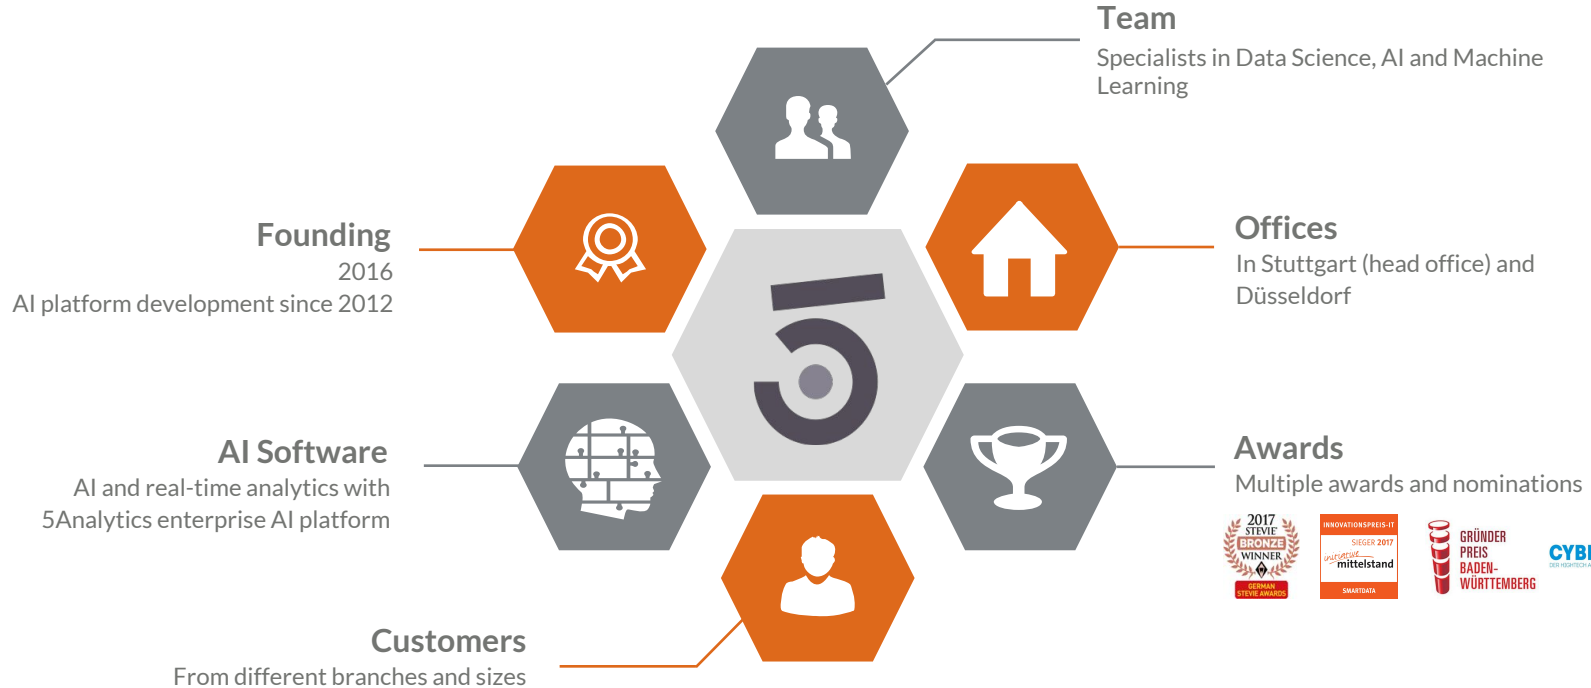 Team
Specialists in Data Science, AI and Machine
Learning
Founding
2016
AI platform development since 2012
Offices
In Stuttgart (head office) and
Düsseldorf
AI Software
AI and real-time analytics with
5Analytics enterprise AI platform
Awards
Multiple awards and nominations
2017
STEVIE®
BRONZE
WINNER
GERMAN
STEVIE AWARDS
INNOVATIONSPREIS-IT
SIEGER 2017
initiative
mittelstand
SMARTDATA
GRÜNDER
PREIS
BADEN-
WÜRTTEMBERG
DER HIGHTECH A
Customers
From different branches and sizes